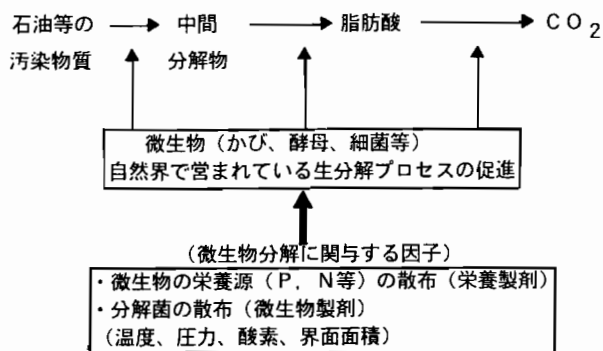 石油等の → 中間 → 脂肪酸 → ＣＯ₂
汚染物質 分解物
微生物（かび、酵母、細菌等）
自然界で営まれている生分解プロセスの促進
（微生物分解に関与する因子）
・微生物の栄養源（Ｐ，Ｎ等）の散布（栄養製剤）
・分解菌の散布（微生物製剤）
（温度、圧力、酸素、界面面積）